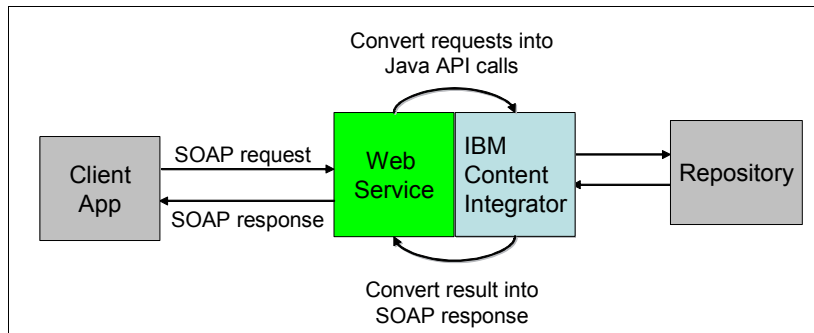 Convert requests into
Java API calls
Client
App
SOAP request
SOAP response
Web
Service
IBM
Content
Integrator
Repository
Convert result into
SOAP response